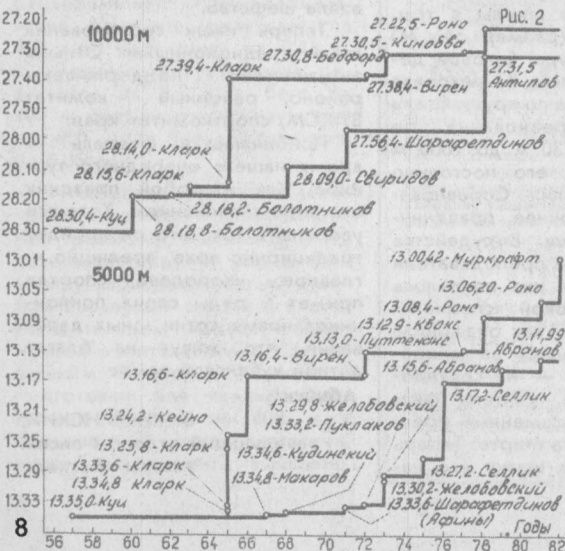 27.20
27.30
27.40
27.50
28.00
28.10
28.20
28.30
10000 м
Рис. 2
27.22,5-Роно
27.30,5-Кимобва
27.30,8-Бедфорд
27.31,5
Антипов
27.39,4-Кларк
27.38,4-Вирен
27.56,4-Шарафетдинов
28.14,0-Кларк
28.15,6-Кларк
28.09,0-Свиридов
28.18,2-Болотников
28.18,8-Болотников
28.30,4-Куц
5000 м
13.01
13.05
13.09
13.13
13.17
13.21
13.25
13.29
13.33
13.00,42-Муркрофт
13.06,20-Роно
13.08,4-Роно
13.12,9-Квакс
13.11,99
Абрамов
13.13,0-Путтеманс
13.16,4-Вирен
13.15,6-Абрамов
13.16,6-Кларк
13.17,2-Селлик
13.24,2-Кейно
13.29,8-Желобовский
13.33,2-Пуклаков
13.25,8-Кларк
13.34,6-Кудинский
13.33,6-Кларк
13.34,8 Кларк
13.34,8-Макаров
13.27,2-Селлик
13.30,2-Желобовский
13.33,6-Шарафетдинов
(Афины)
13.35,0-Куц
Годы
56 58 60 62 64 66 68 70 72 74 76 78 80 82
8